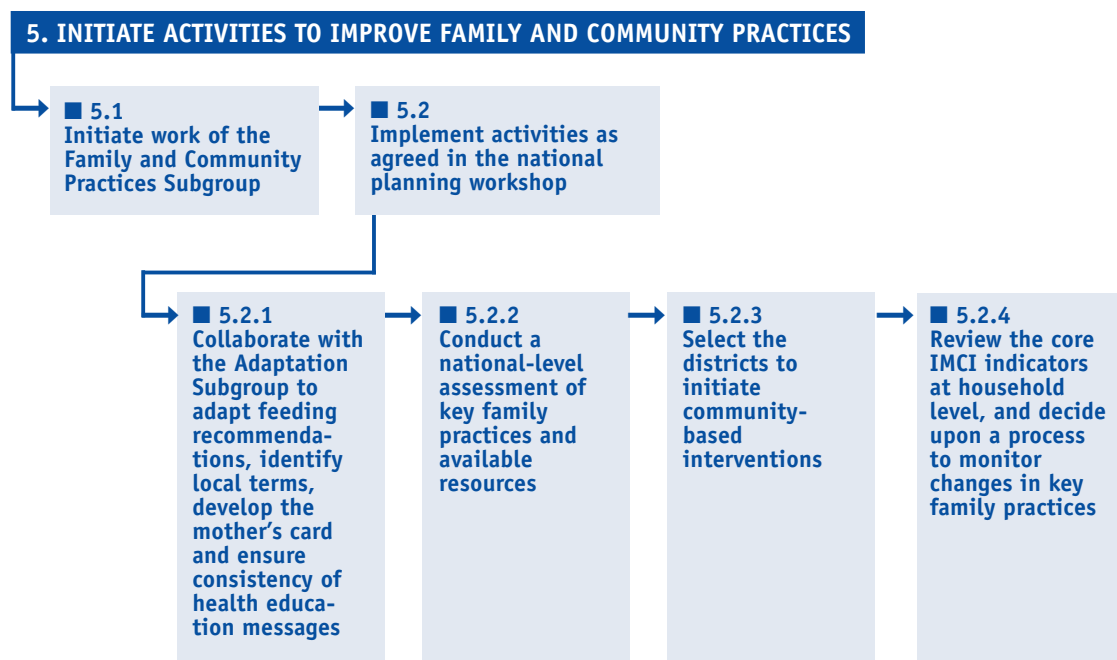 5. INITIATE ACTIVITIES TO IMPROVE FAMILY AND COMMUNITY PRACTICES
■ 5.1
Initiate work of the
Family and Community
Practices Subgroup
■ 5.2
Implement activities as
agreed in the national
planning workshop
■ 5.2.1
Collaborate with
the Adaptation
Subgroup to
adapt feeding
recommenda-
tions, identify
local terms,
develop the
mother’s card
and ensure
consistency of
health educa-
tion messages
■ 5.2.2
Conduct a
national-level
assessment of
key family
practices and
available
resources
■ 5.2.3
Select the
districts to
initiate
community-
based
interventions
■ 5.2.4
Review the core
IMCI indicators
at household
level, and decide
upon a process
to monitor
changes in key
family practices